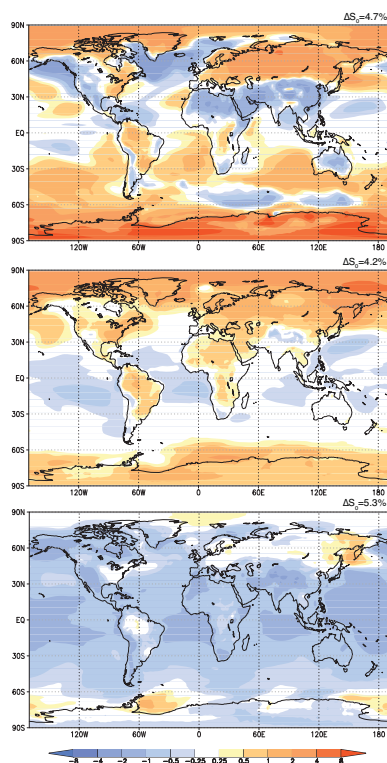 ΔS₀=4.7%
90N
60N
30N
EQ
30S
60S
90S
120W 60W 0 60E 120E 180
ΔS₀=4.2%
90N
60N
30N
EQ
30S
60S
90S
120W 60W 0 60E 120E 180
ΔS₀=5.3%
90N
60N
30N
EQ
30S
60S
90S
120W 60W 0 60E 120E 180
-8 -4 -2 -1 -0.5 -0.25 0.25 0.5 1 2 4 8